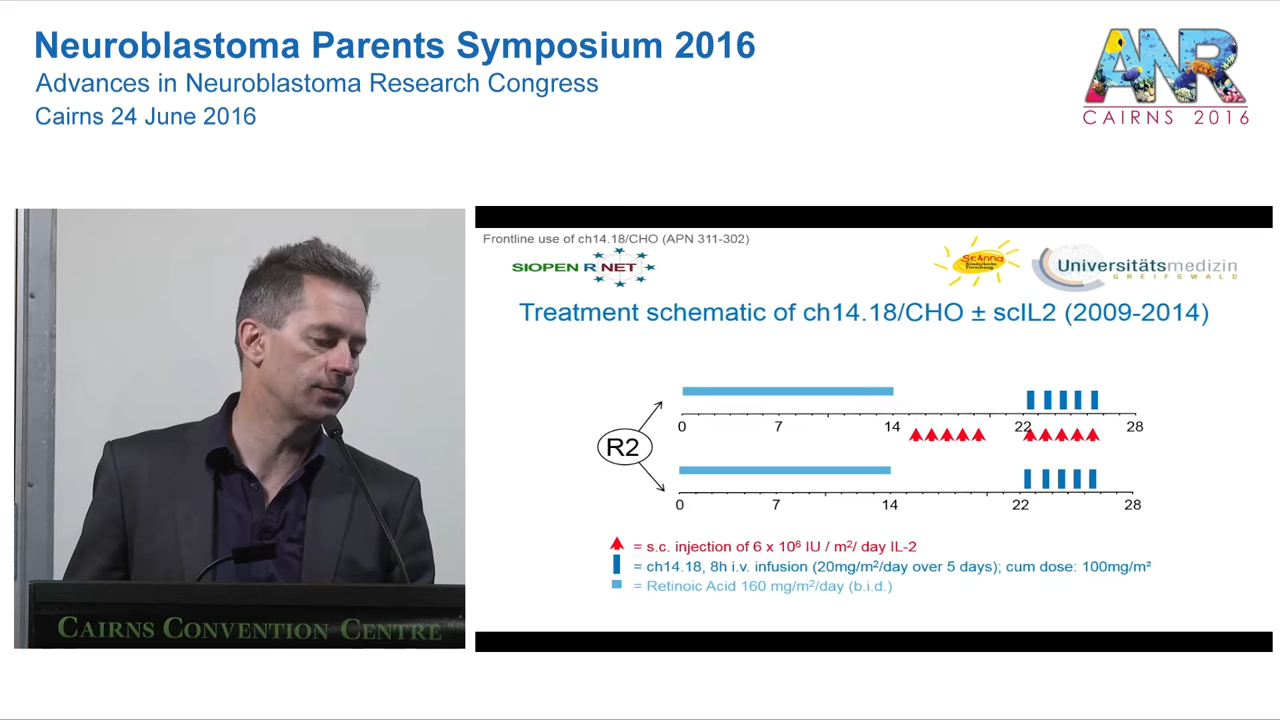 Neuroblastoma Parents Symposium 2016
Advances in Neuroblastoma Research Congress
Cairns 24 June 2016
ANR
CAIRNS 2016
Frontline use of ch14.18/CHO (APN 311-302)
SIOPEN R NET
St. Anna
Kinderkrebs
Forschung
Universitätsmedizin
GREIFSWALD
Treatment schematic of ch14.18/CHO ± scIL2 (2009-2014)
R2
0 7 14 22 28
0 7 14 22 28
= s.c. injection of 6 x 10⁶ IU / m²/ day IL-2
= ch14.18, 8h i.v. infusion (20mg/m²/day over 5 days); cum dose: 100mg/m²
= Retinoic Acid 160 mg/m²/day (b.i.d.)
CAIRNS CONVENTION CENTRE